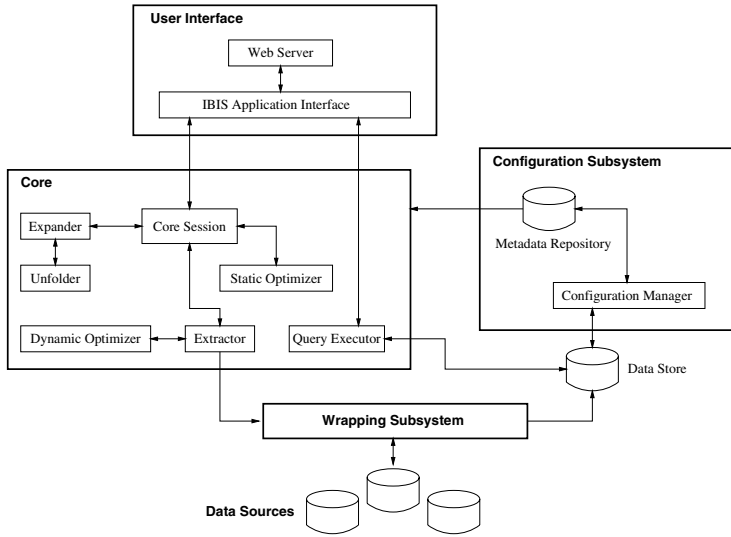 User Interface
Web Server
IBIS Application Interface
Configuration Subsystem
Core
Metadata Repository
Expander
Core Session
Unfolder
Static Optimizer
Configuration Manager
Dynamic Optimizer
Extractor
Query Executor
Data Store
Wrapping Subsystem
Data Sources